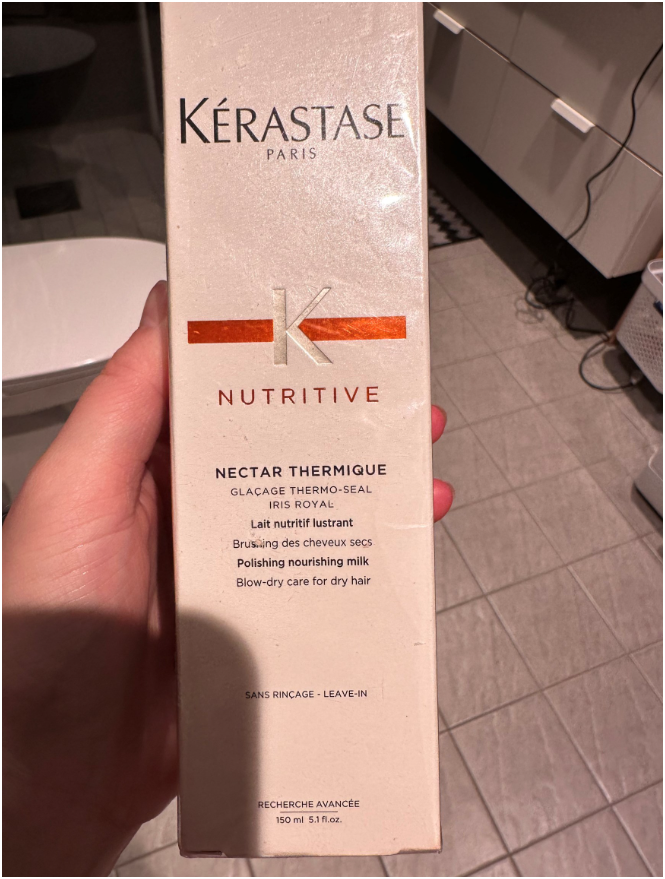 KÉRASTASE
PARIS
K
NUTRITIVE
NECTAR THERMIQUE
GLAÇAGE THERMO-SEAL
IRIS ROYAL
Lait nutritif lustrant
Brushing des cheveux secs
Polishing nourishing milk
Blow-dry care for dry hair
SANS RINÇAGE - LEAVE-IN
RECHERCHE AVANCÉE
150 ml 5.1 fl.oz.